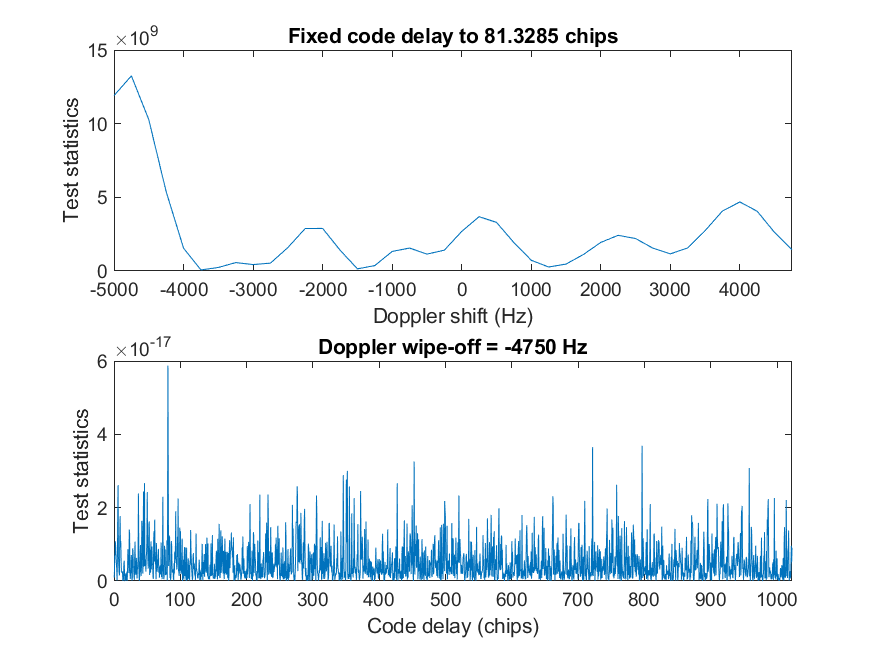 ×10^9
Fixed code delay to 81.3285 chips
15
10
5
0
Test statistics
-5000 -4000 -3000 -2000 -1000 0 1000 2000 3000 4000
Doppler shift (Hz)
×10^-17
Doppler wipe-off = -4750 Hz
6
4
2
0
Test statistics
0 100 200 300 400 500 600 700 800 900 1000
Code delay (chips)